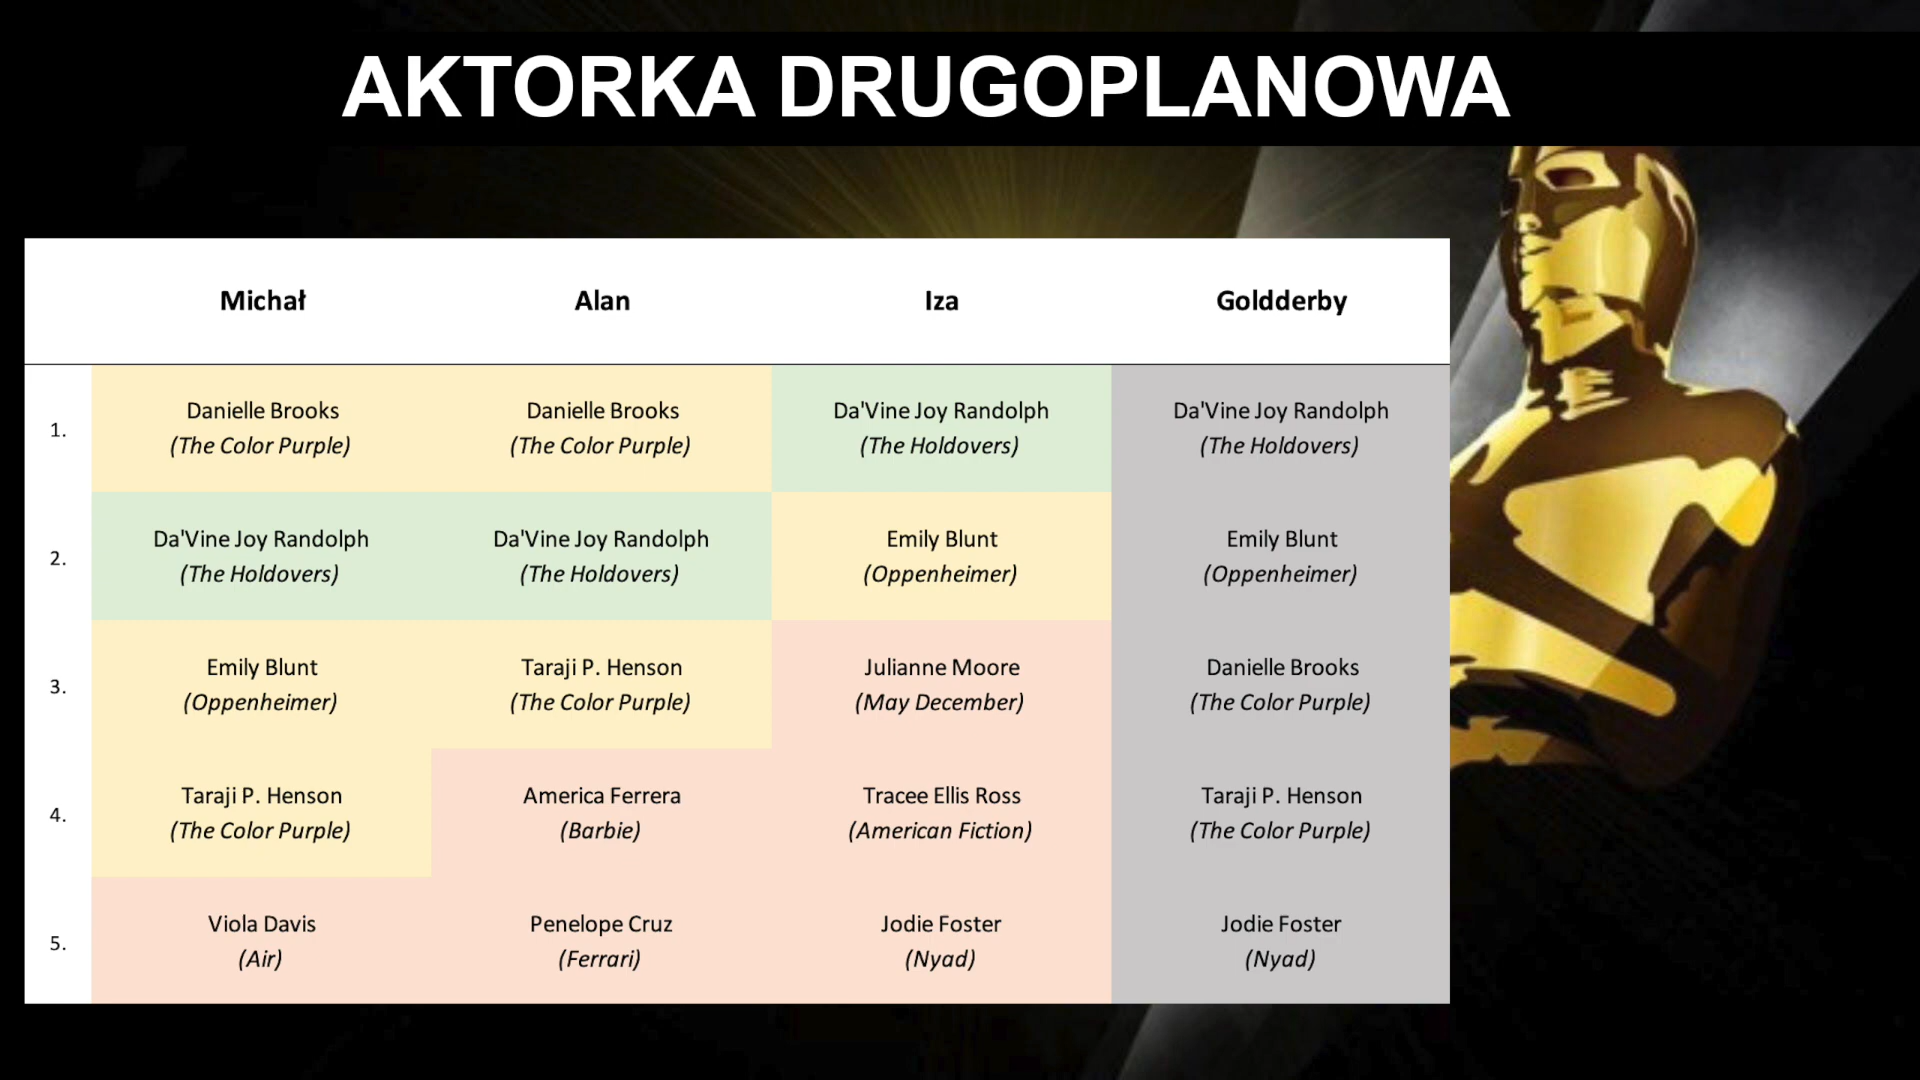 AKTORKA DRUGOPLANOWA
Michał Alan Iza Goldderby
1.
Danielle Brooks
(The Color Purple)
Danielle Brooks
(The Color Purple)
Da'Vine Joy Randolph
(The Holdovers)
Da'Vine Joy Randolph
(The Holdovers)
2.
Da'Vine Joy Randolph
(The Holdovers)
Da'Vine Joy Randolph
(The Holdovers)
Emily Blunt
(Oppenheimer)
Emily Blunt
(Oppenheimer)
3.
Emily Blunt
(Oppenheimer)
Taraji P. Henson
(The Color Purple)
Julianne Moore
(May December)
Danielle Brooks
(The Color Purple)
4.
Taraji P. Henson
(The Color Purple)
America Ferrera
(Barbie)
Tracee Ellis Ross
(American Fiction)
Taraji P. Henson
(The Color Purple)
5.
Viola Davis
(Air)
Penelope Cruz
(Ferrari)
Jodie Foster
(Nyad)
Jodie Foster
(Nyad)